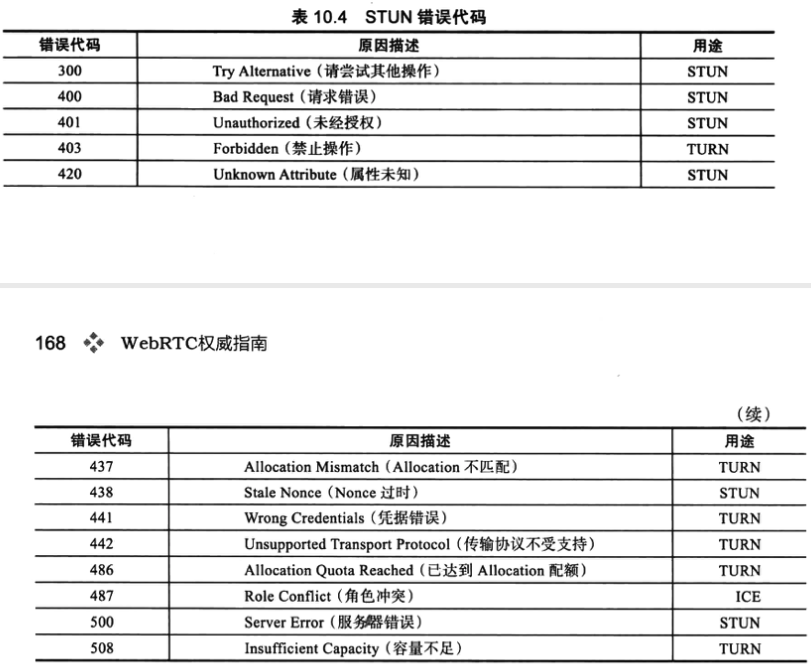 表 10.4 STUN 错误代码
错误代码 原因描述 用途
300 Try Alternative（请尝试其他操作） STUN
400 Bad Request（请求错误） STUN
401 Unauthorized（未经授权） STUN
403 Forbidden（禁止操作） TURN
420 Unknown Attribute（属性未知） STUN
168 WebRTC权威指南
（续）
错误代码 原因描述 用途
437 Allocation Mismatch（Allocation 不匹配） TURN
438 Stale Nonce（Nonce 过时） STUN
441 Wrong Credentials（凭据错误） TURN
442 Unsupported Transport Protocol（传输协议不受支持） TURN
486 Allocation Quota Reached（已达到 Allocation 配额） TURN
487 Role Conflict（角色冲突） ICE
500 Server Error（服务器错误） STUN
508 Insufficient Capacity（容量不足） TURN